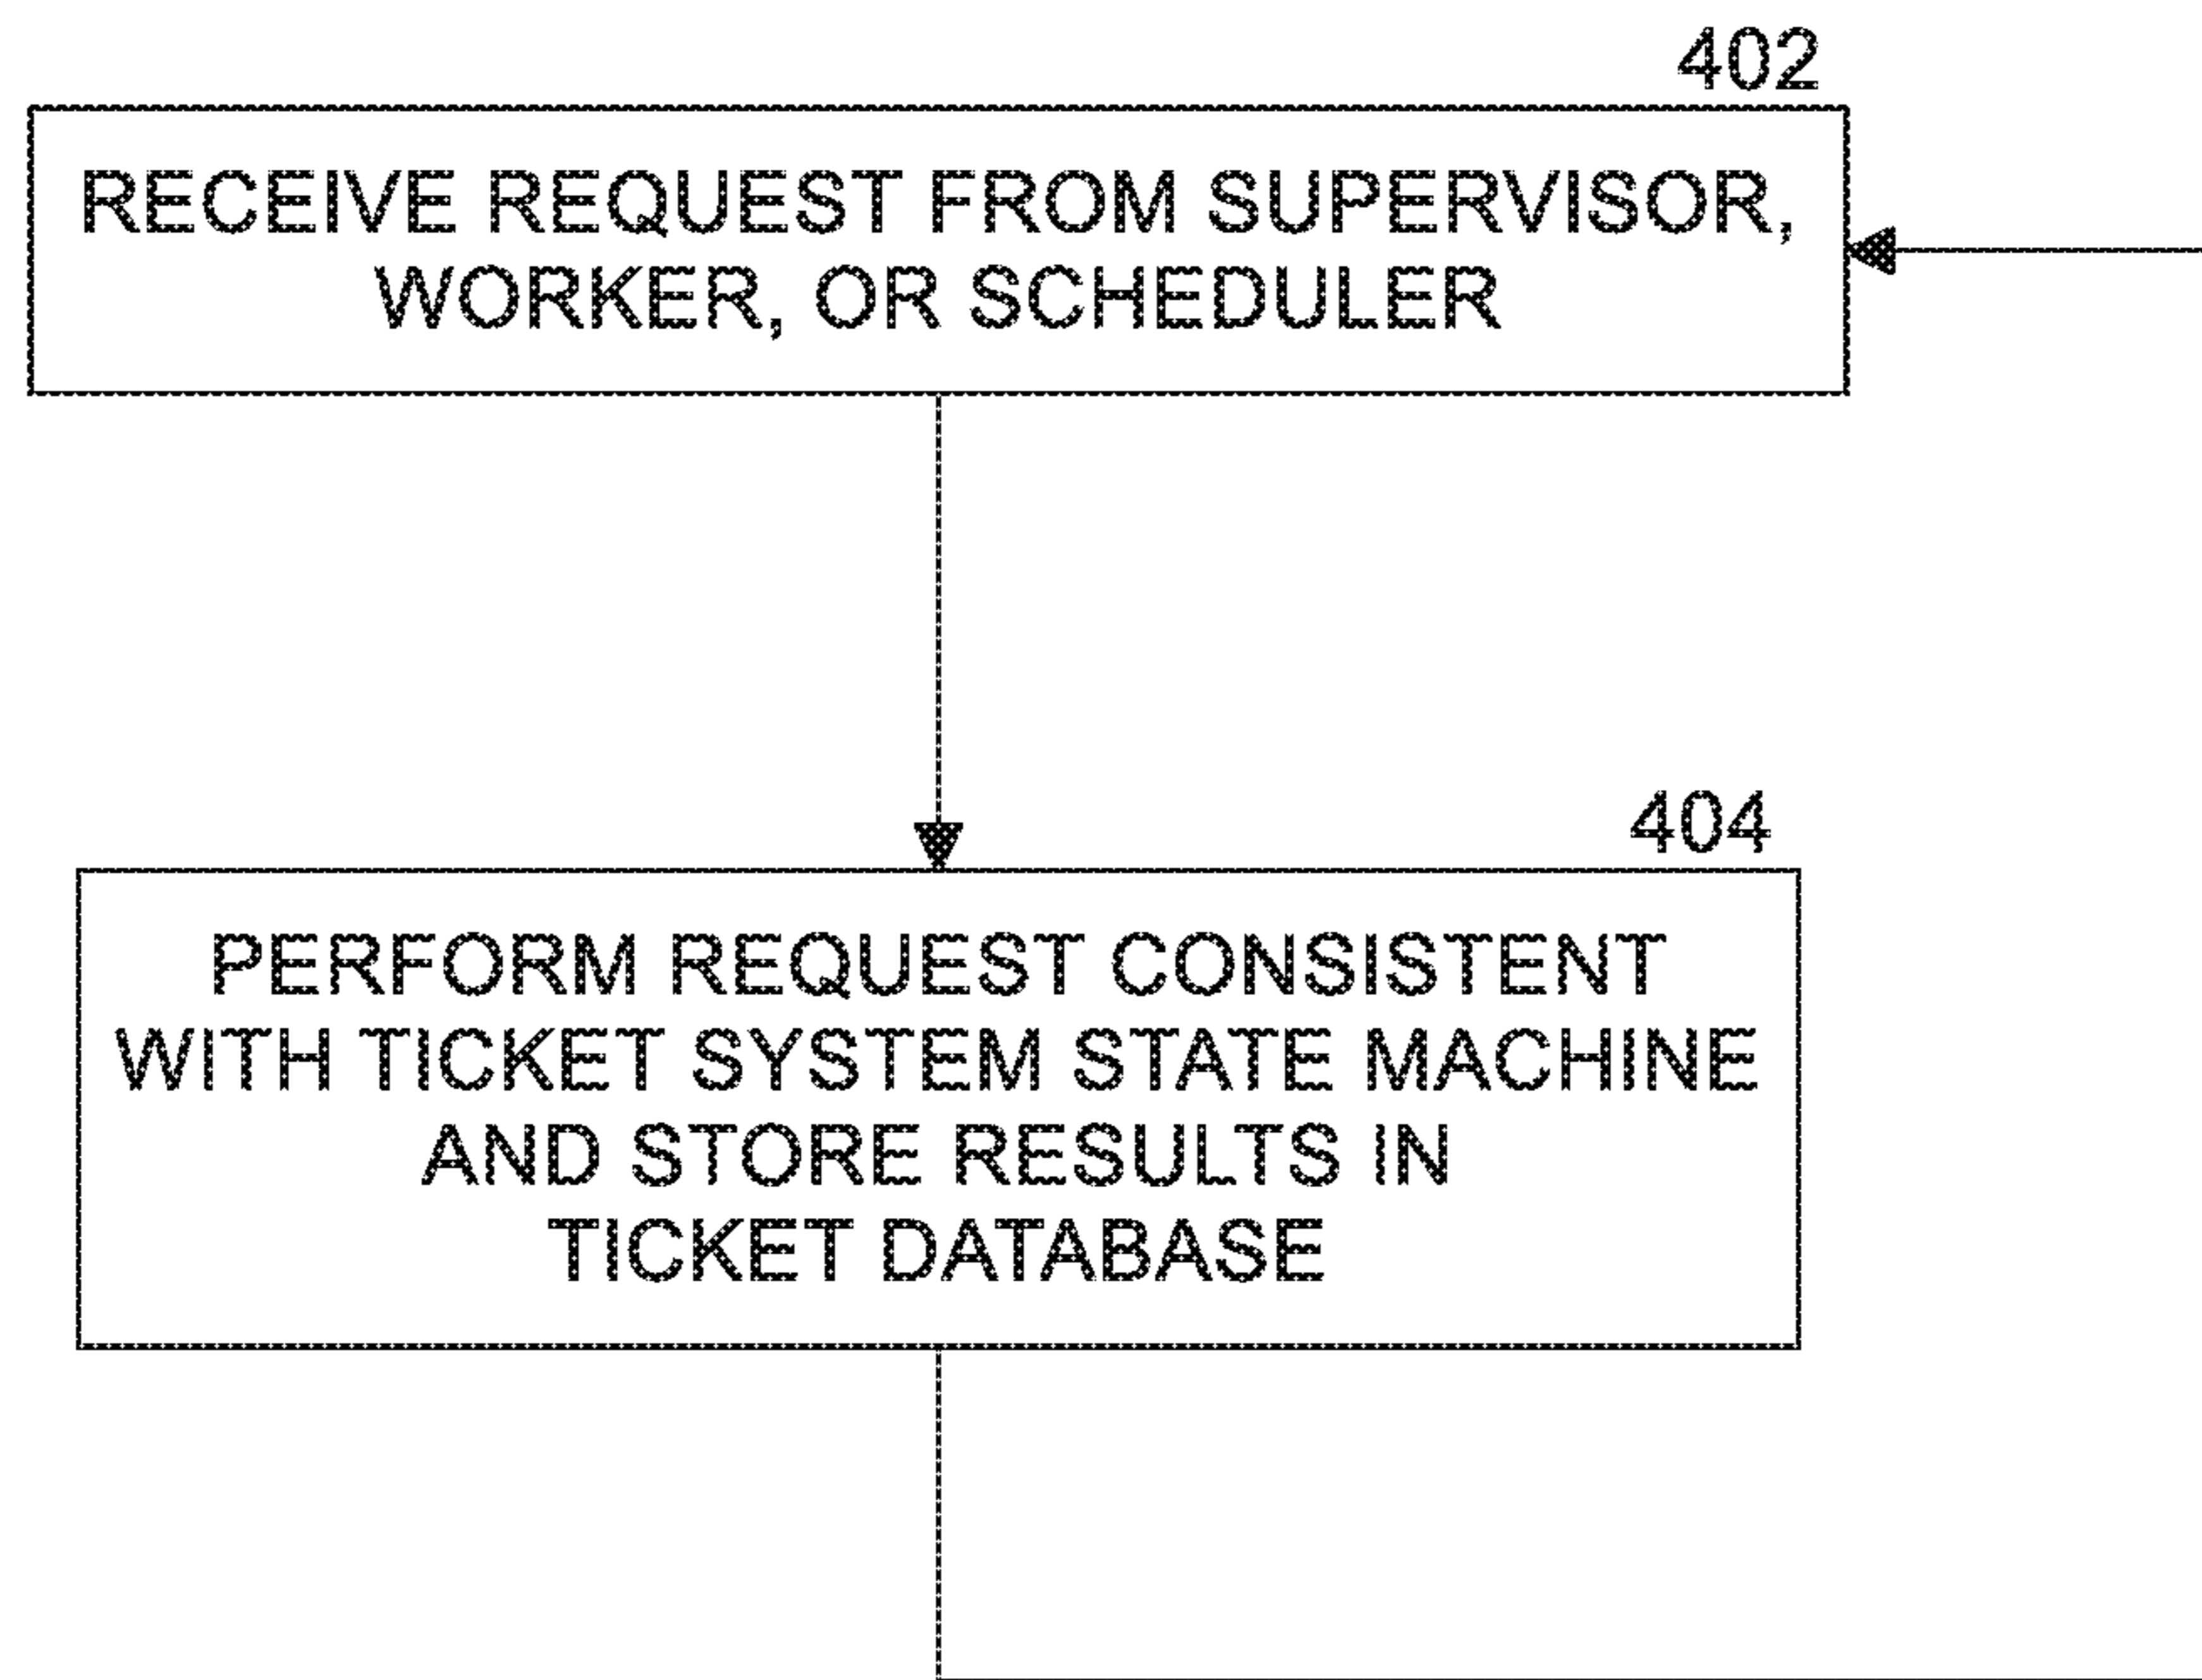 402
RECEIVE REQUEST FROM SUPERVISOR,
WORKER, OR SCHEDULER
404
PERFORM REQUEST CONSISTENT
WITH TICKET SYSTEM STATE MACHINE
AND STORE RESULTS IN
TICKET DATABASE